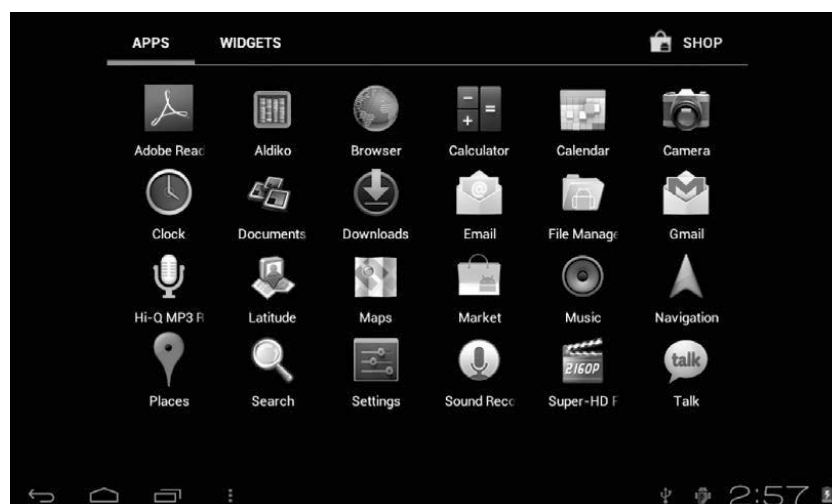 APPS WIDGETS SHOP
Adobe Reac Aldiko Browser Calculator Calendar Camera
Clock Documents Downloads Email File Manage Gmail
Hi-Q MP3 R Latitude Maps Market Music Navigation
2160P
talk
Places Search Settings Sound Reco Super-HD F Talk
2:57